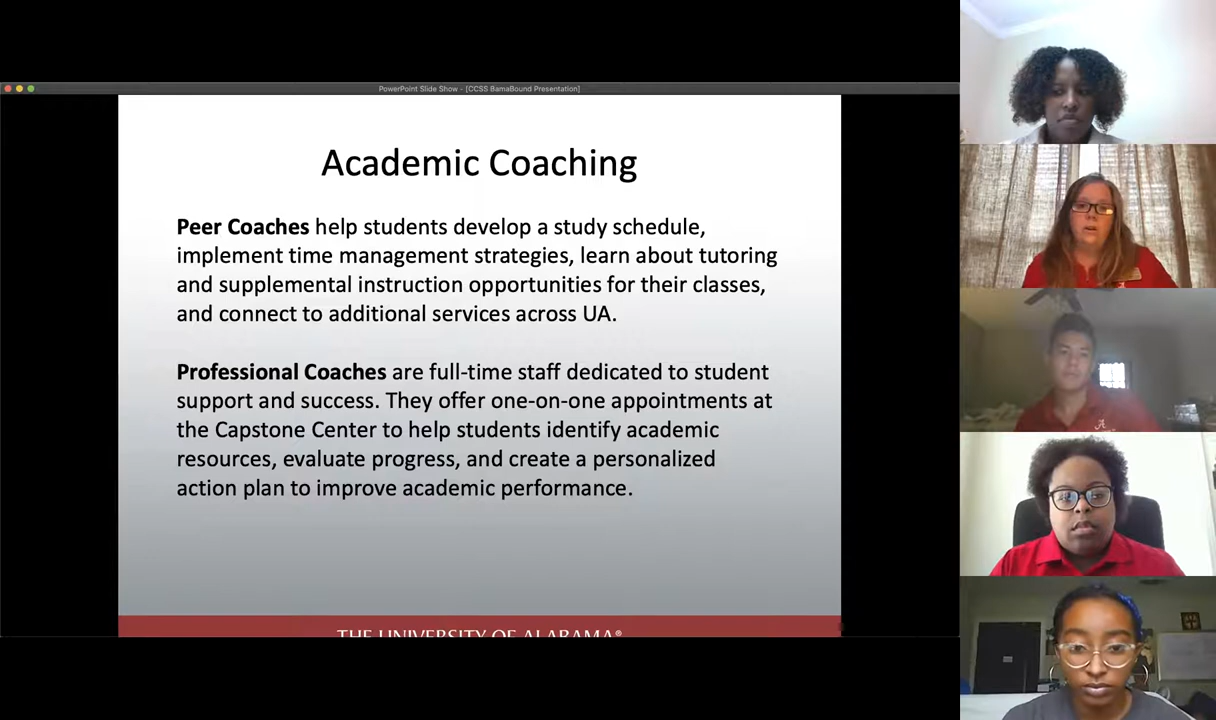 PowerPoint Slide Show - [CCSS BamaBound Presentation]
Academic Coaching
Peer Coaches help students develop a study schedule,
implement time management strategies, learn about tutoring
and supplemental instruction opportunities for their classes,
and connect to additional services across UA.
Professional Coaches are full-time staff dedicated to student
support and success. They offer one-on-one appointments at
the Capstone Center to help students identify academic
resources, evaluate progress, and create a personalized
action plan to improve academic performance.
THE UNIVERSITY OF ALABAMA®